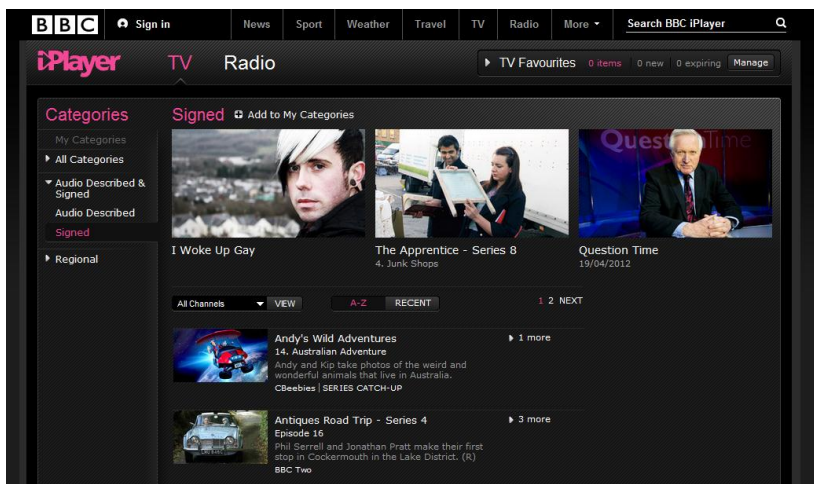 BBC Sign in News Sport Weather Travel TV Radio More Search BBC iPlayer
iPlayer TV Radio TV Favourites 0 items 0 new 0 expiring Manage
Categories
My Categories
All Categories
Audio Described &
Signed
Audio Described
Signed
Regional
Signed Add to My Categories
Question Time
I Woke Up Gay
The Apprentice - Series 8
4. Junk Shops
Question Time
19/04/2012
All Channels VIEW A-Z RECENT 1 2 NEXT
Andy's Wild Adventures
14. Australian Adventure
Andy and Kip take photos of the weird and
wonderful animals that live in Australia.
CBeebies | SERIES CATCH-UP
1 more
Antiques Road Trip - Series 4
Episode 16
Phil Serrell and Jonathan Pratt make their first
stop in Cockermouth in the Lake District. (R)
BBC Two
3 more